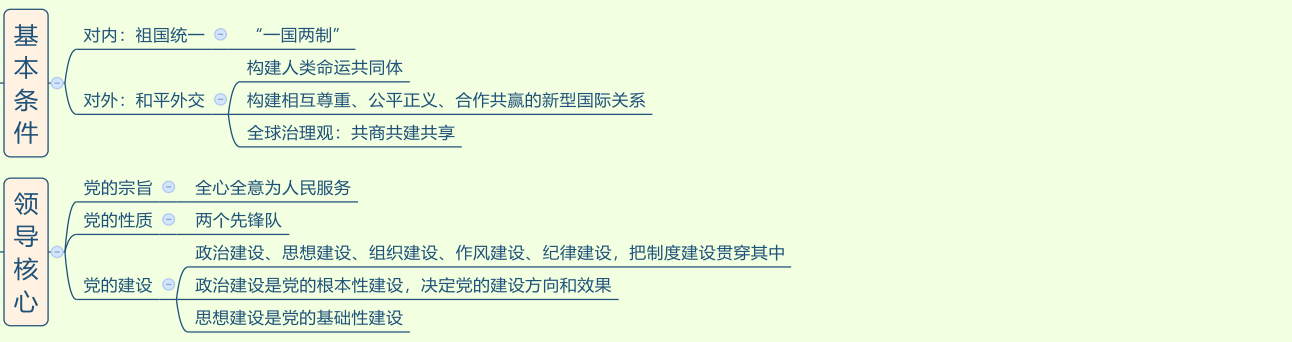 基本条件
对内：祖国统一
“一国两制”
对外：和平外交
构建人类命运共同体
构建相互尊重、公平正义、合作共赢的新型国际关系
全球治理观：共商共建共享
领导核心
党的宗旨
全心全意为人民服务
党的性质
两个先锋队
党的建设
政治建设、思想建设、组织建设、作风建设、纪律建设，把制度建设贯穿其中
政治建设是党的根本性建设，决定党的建设方向和效果
思想建设是党的基础性建设